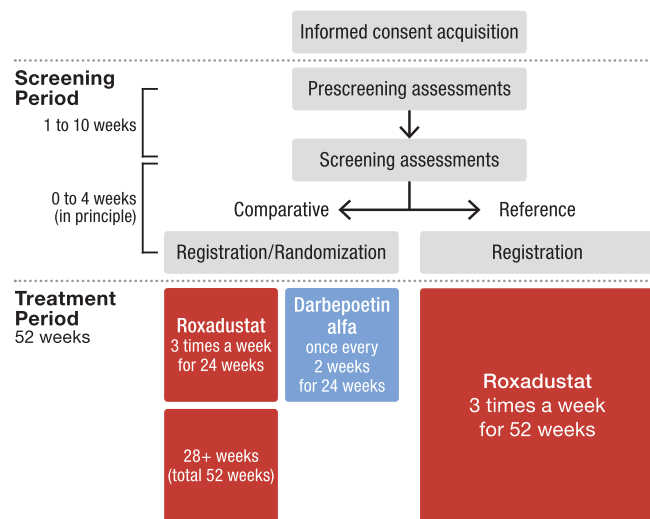 Informed consent acquisition
Screening
Period
Prescreening assessments
1 to 10 weeks
Screening assessments
0 to 4 weeks
(in principle)
Comparative
Reference
Registration/Randomization
Registration
Treatment
Period
52 weeks
Roxadustat
3 times a week
for 24 weeks
Darbepoetin
alfa
once every
2 weeks
for 24 weeks
Roxadustat
3 times a week
for 52 weeks
28+ weeks
(total 52 weeks)